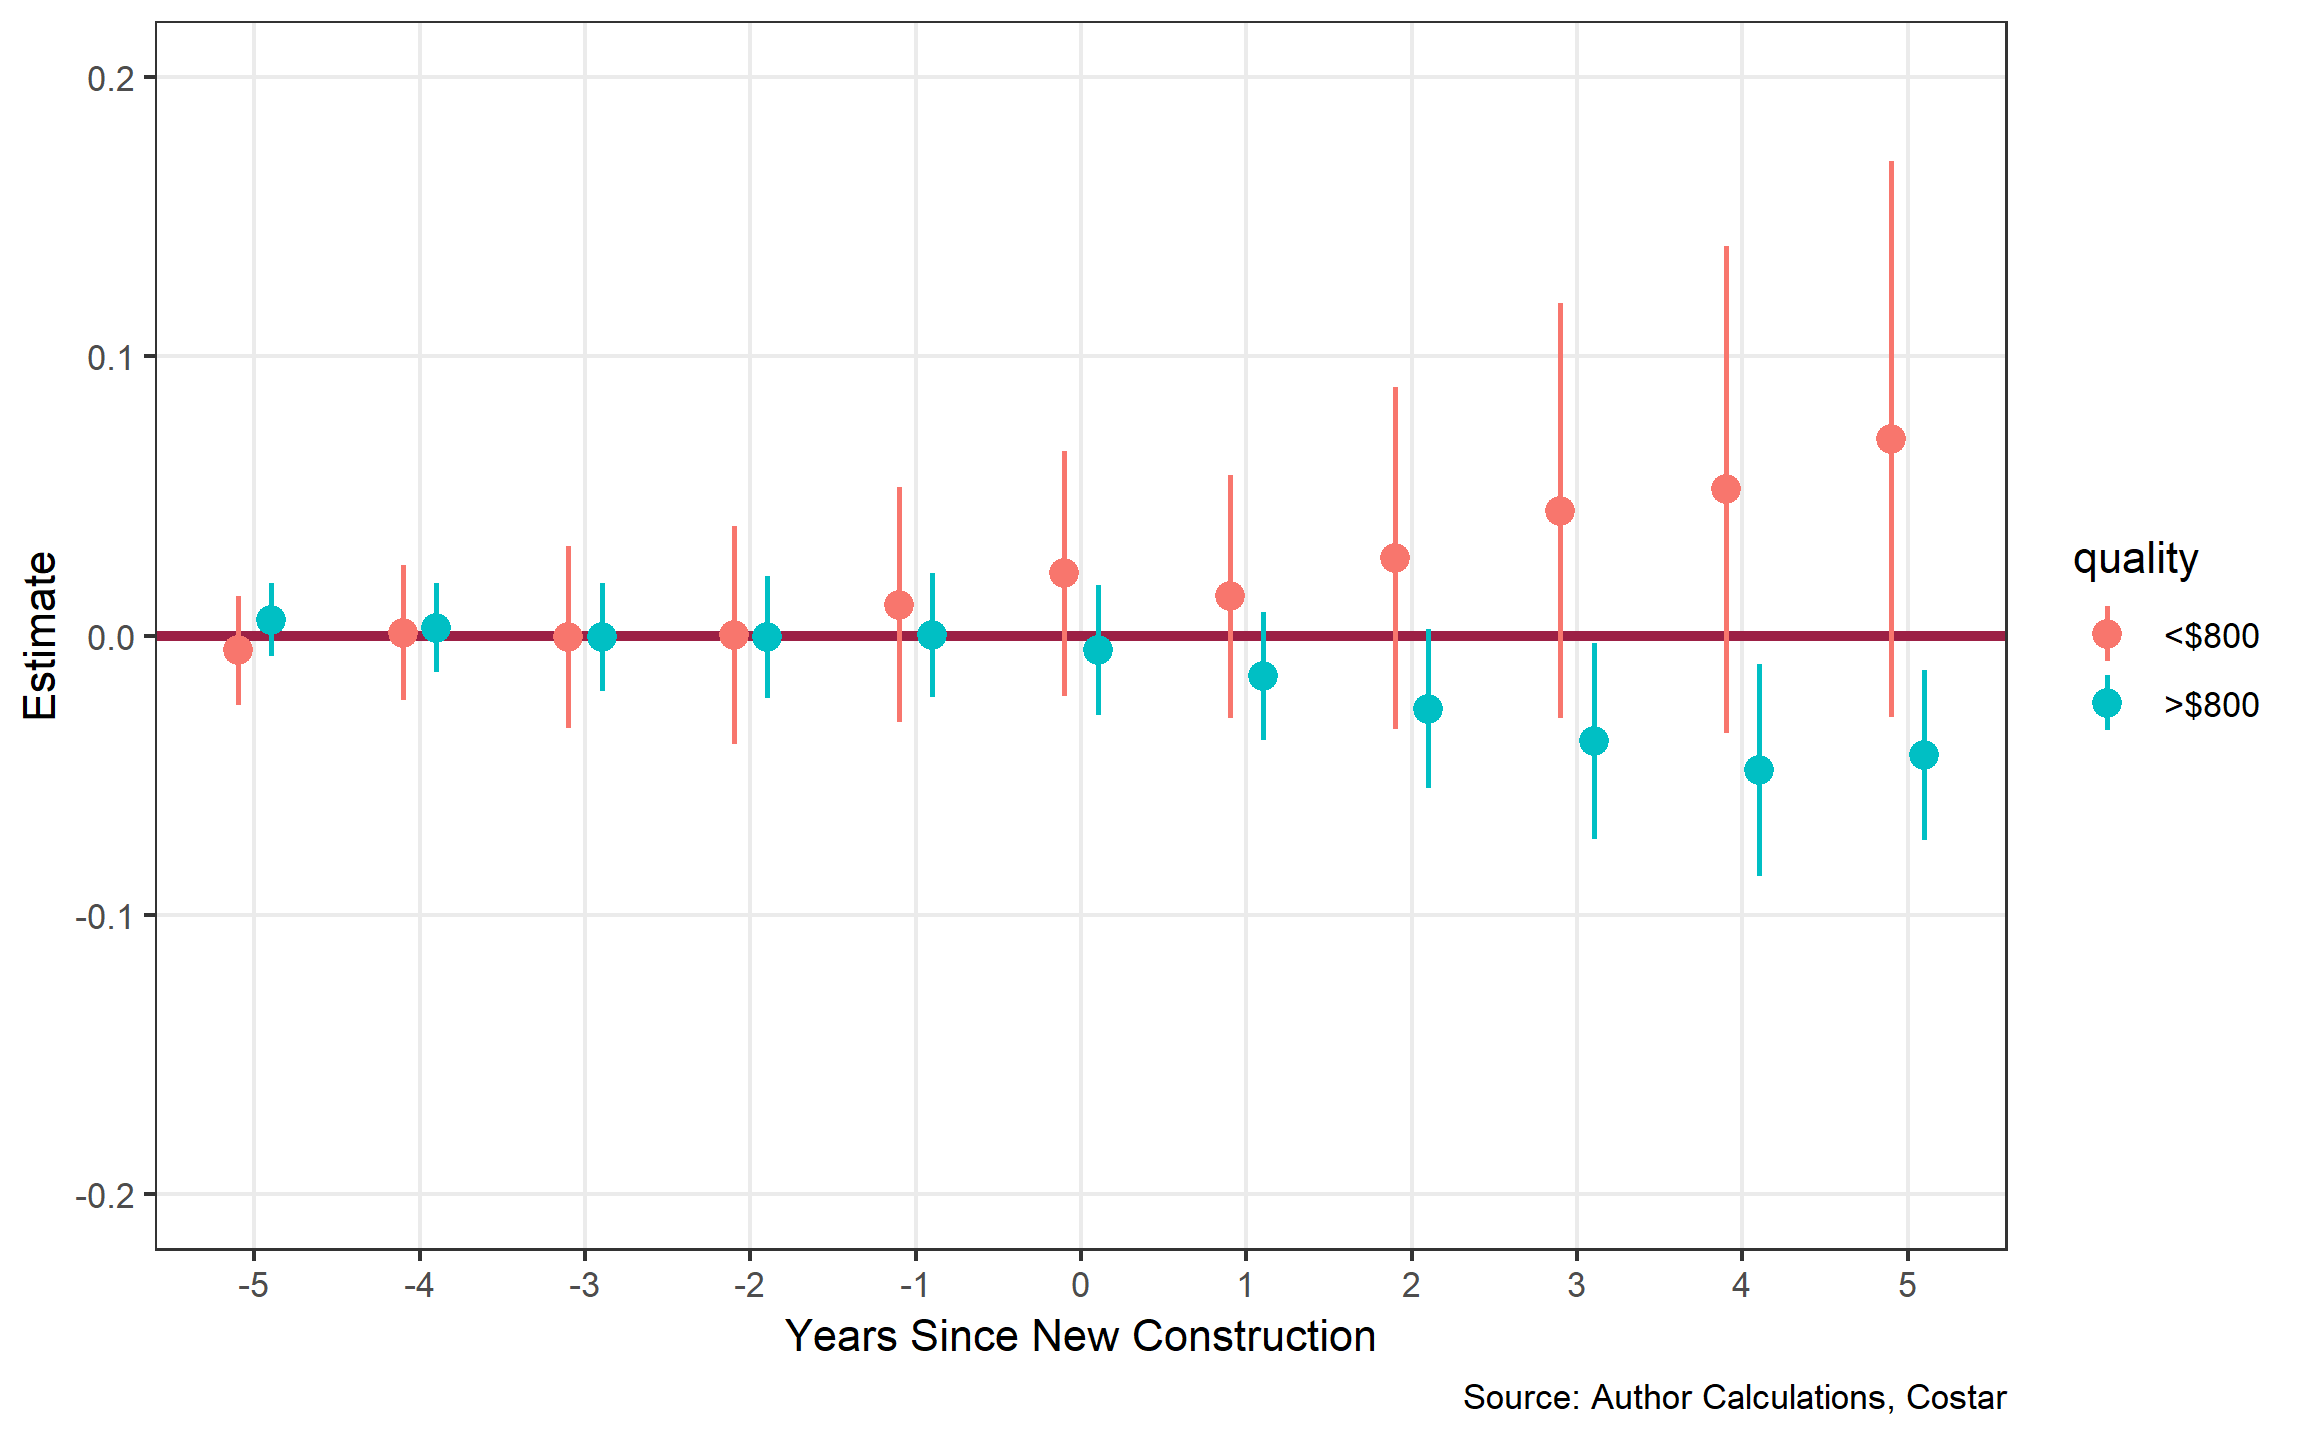 0.2
0.1
0.0
-0.1
-0.2
Estimate
-5 -4 -3 -2 -1 0 1 2 3 4 5
Years Since New Construction
quality
<$800
>$800
Source: Author Calculations, Costar